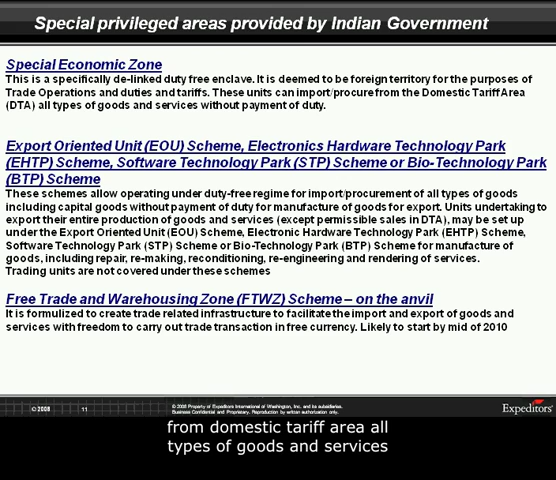 Special privileged areas provided by Indian Government
Special Economic Zone
This is a specifically de-linked duty free enclave. It is deemed to be foreign territory for the purposes of
Trade Operations and duties and tariffs. These units can import/procure from the Domestic Tariff Area
(DTA) all types of goods and services without payment of duty.
Export Oriented Unit (EOU) Scheme, Electronics Hardware Technology Park
(EHTP) Scheme, Software Technology Park (STP) Scheme or Bio-Technology Park
(BTP) Scheme
These schemes allow operating under duty-free regime for import/procurement of all types of goods
including capital goods without payment of duty for manufacture of goods for export. Units undertaking to
export their entire production of goods and services (except permissible sales in DTA), may be set up
under the Export Oriented Unit (EOU) Scheme, Electronic Hardware Technology Park (EHTP) Scheme,
Software Technology Park (STP) Scheme or Bio-Technology Park (BTP) Scheme for manufacture of
goods, including repair, re-making, reconditioning, re-engineering and rendering of services.
Trading units are not covered under these schemes
Free Trade and Warehousing Zone (FTWZ) Scheme – on the anvil
It is formulized to create trade related infrastructure to facilitate the import and export of goods and
services with freedom to carry out trade transaction in free currency. Likely to start by mid of 2010
© 2008
11
© 2008 Property of Expeditors International of Washington, Inc. and its subsidiaries.
Business Confidential and Proprietary. Reproduction by written authorization only.
Expeditors
from domestic tariff area all
types of goods and services